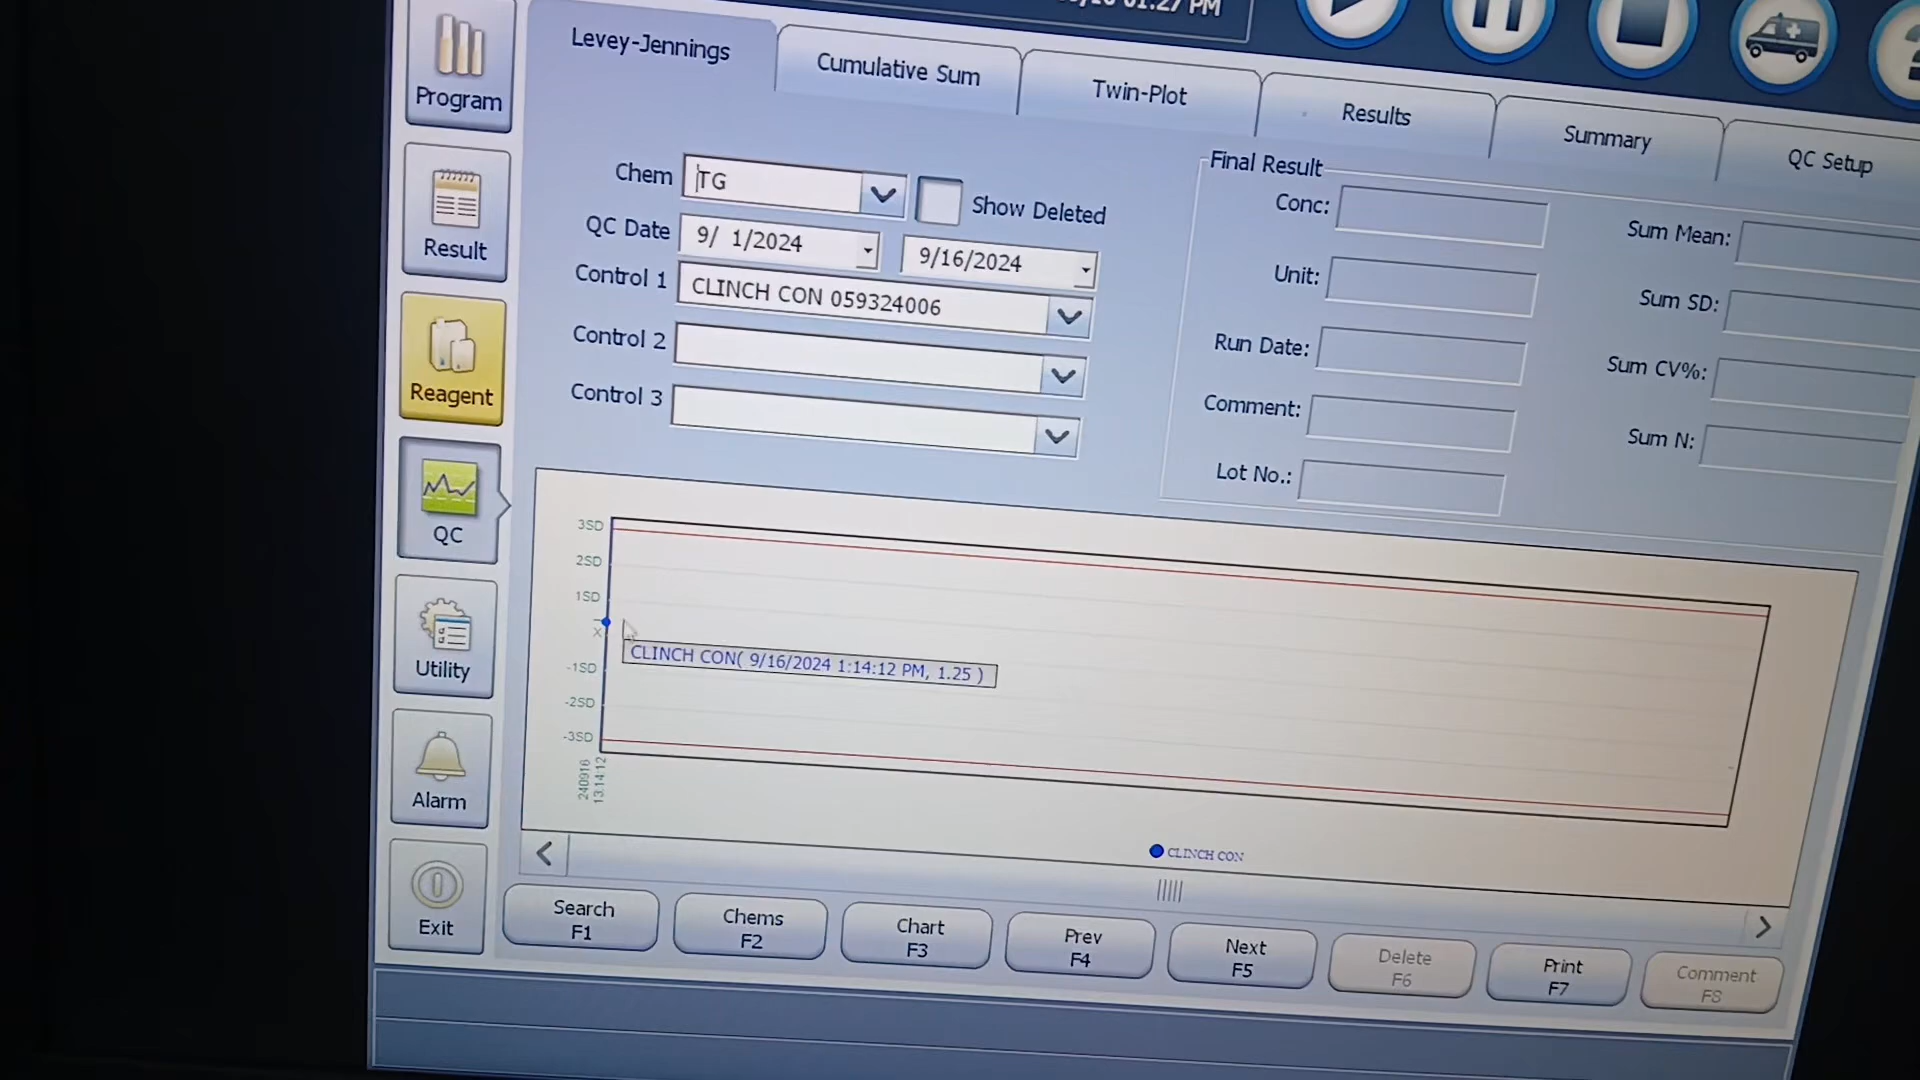 01:27 PM
Program
Result
Reagent
QC
Utility
Alarm
Exit
Levey-Jennings
Cumulative Sum
Twin-Plot
Results
Summary
QC Setup
Chem TG
Show Deleted
QC Date 9/ 1/2024 9/16/2024
Control 1 CLINCH CON 059324006
Control 2
Control 3
Final Result
Conc:
Unit:
Run Date:
Comment:
Lot No.:
Sum Mean:
Sum SD:
Sum CV%:
Sum N:
3SD
2SD
1SD
X
-1SD
-2SD
-3SD
CLINCH CON( 9/16/2024 1:14:12 PM, 1.25 )
240916
13:14:12
CLINCH CON
Search
F1
Chems
F2
Chart
F3
Prev
F4
Next
F5
Delete
F6
Print
F7
Comment
F8